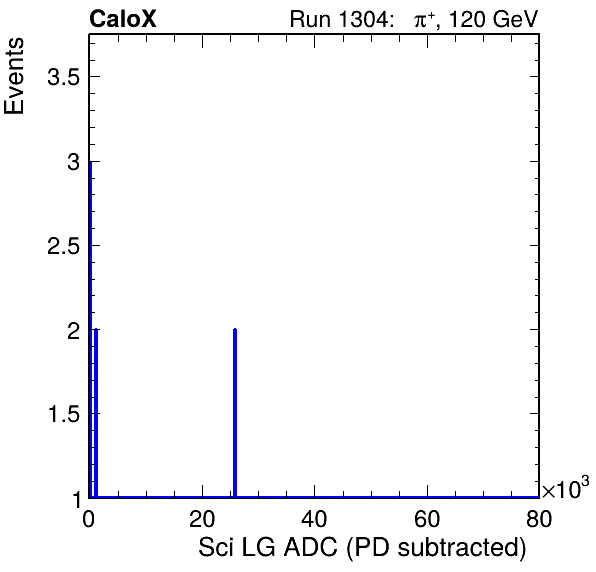 CaloX Run 1304: π⁺, 120 GeV
Events
3.5
3
2.5
2
1.5
1
×10³
0 20 40 60 80
Sci LG ADC (PD subtracted)